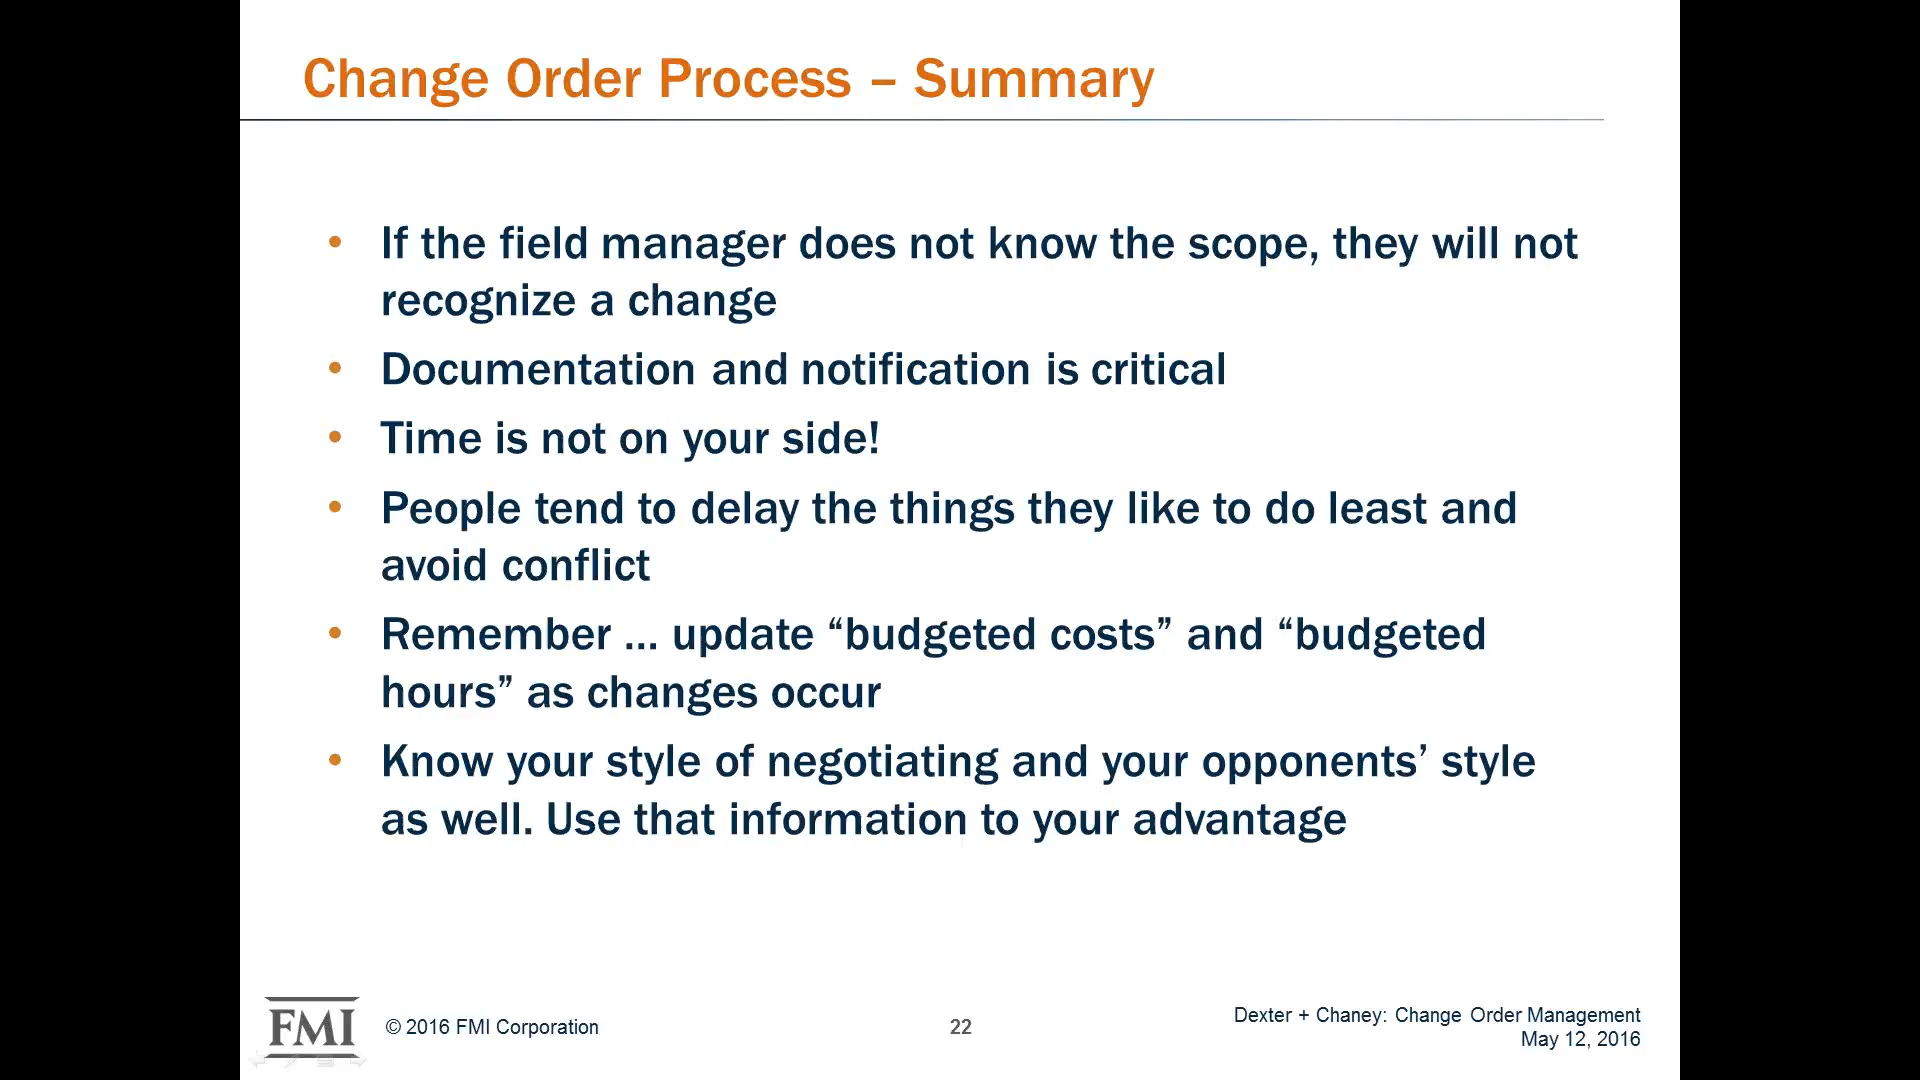 Change Order Process – Summary
• If the field manager does not know the scope, they will not
recognize a change
• Documentation and notification is critical
• Time is not on your side!
• People tend to delay the things they like to do least and
avoid conflict
• Remember … update “budgeted costs” and “budgeted
hours” as changes occur
• Know your style of negotiating and your opponents’ style
as well. Use that information to your advantage
FMI
© 2016 FMI Corporation
22
Dexter + Chaney: Change Order Management
May 12, 2016